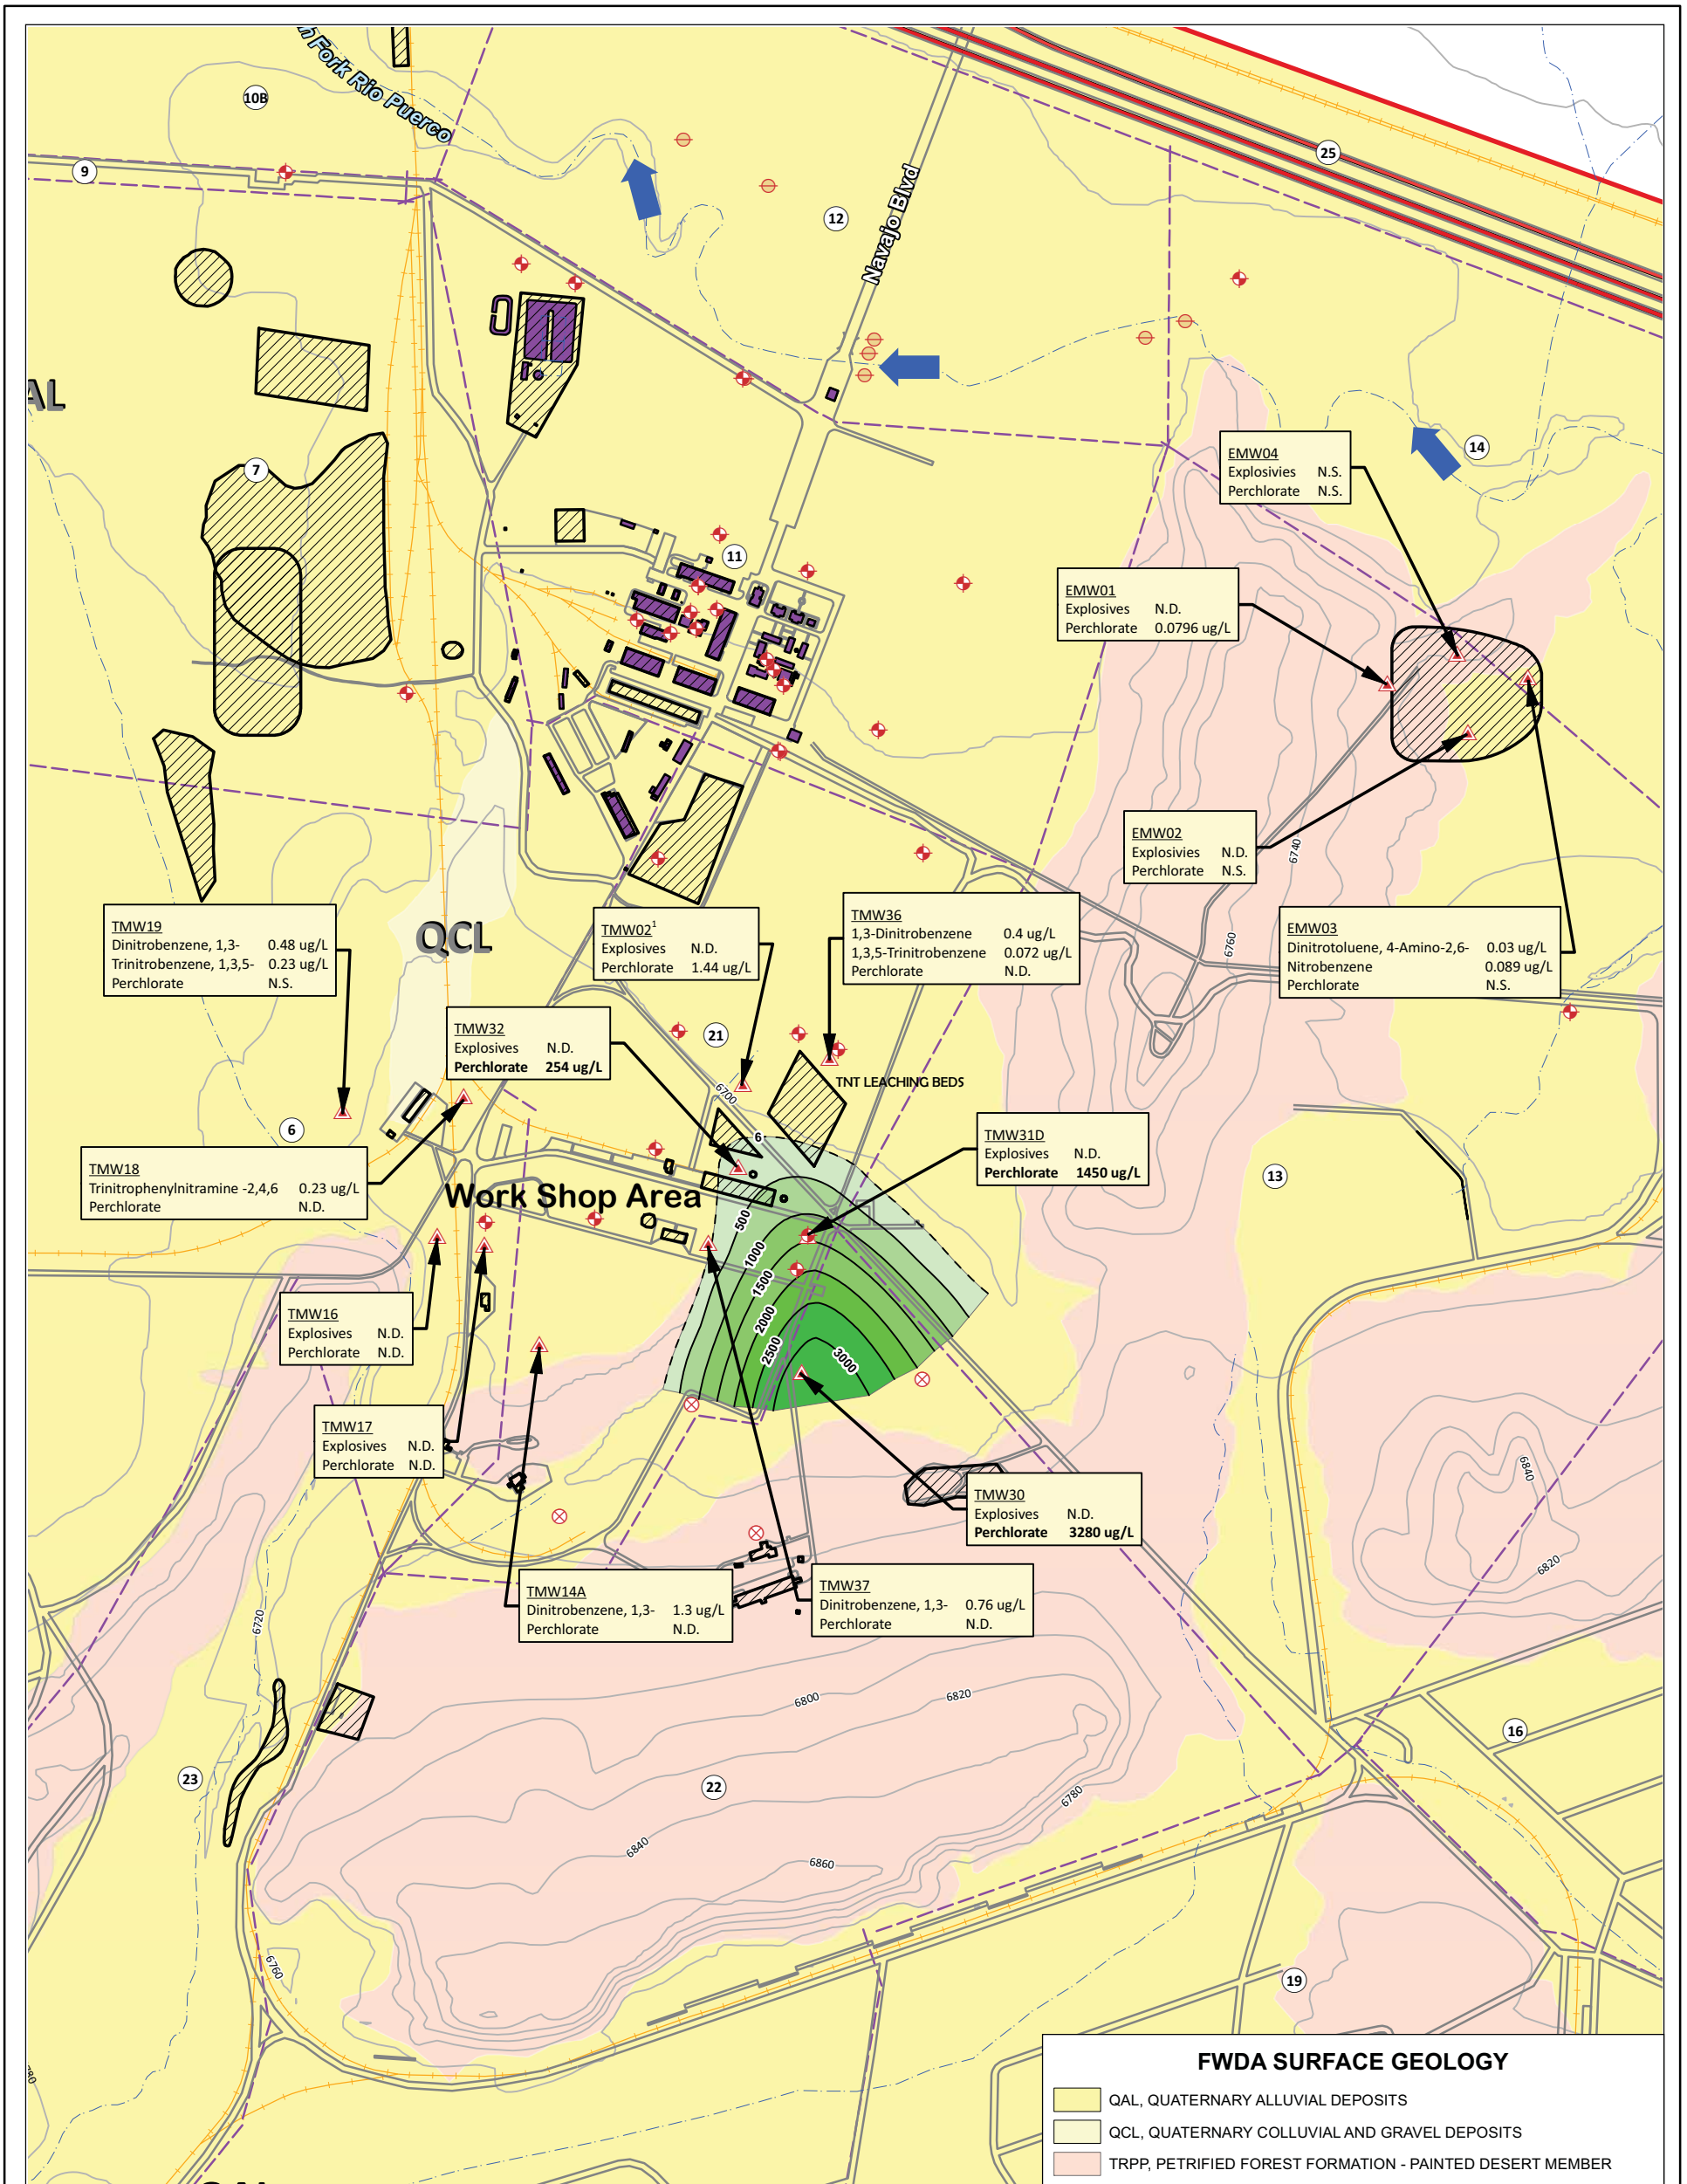 n Fork Rio Puerco
10B
9
25
12
Navajo Blvd
AL
14
7
EMW04
Explosivies N.S.
Perchlorate N.S.
11
EMW01
Explosives N.D.
Perchlorate 0.0796 ug/L
EMW02
Explosivies N.D.
Perchlorate N.S.
6740
6760
QCL
TMW19
Dinitrobenzene, 1,3- 0.48 ug/L
Trinitrobenzene, 1,3,5- 0.23 ug/L
Perchlorate N.S.
TMW02¹
Explosives N.D.
Perchlorate 1.44 ug/L
TMW36
1,3-Dinitrobenzene 0.4 ug/L
1,3,5-Trinitrobenzene 0.072 ug/L
Perchlorate N.D.
EMW03
Dinitrotoluene, 4-Amino-2,6- 0.03 ug/L
Nitrobenzene 0.089 ug/L
Perchlorate N.S.
TMW32
Explosives N.D.
Perchlorate 254 ug/L
21
6700
TNT LEACHING BEDS
6
6
TMW31D
Explosives N.D.
Perchlorate 1450 ug/L
13
TMW18
Trinitrophenylnitramine -2,4,6 0.23 ug/L
Perchlorate N.D.
Work Shop Area
500
1000
1500
2000
2500
3000
TMW16
Explosives N.D.
Perchlorate N.D.
TMW17
Explosives N.D.
Perchlorate N.D.
TMW30
Explosives N.D.
Perchlorate 3280 ug/L
6840
6820
TMW14A
Dinitrobenzene, 1,3- 1.3 ug/L
Perchlorate N.D.
TMW37
Dinitrobenzene, 1,3- 0.76 ug/L
Perchlorate N.D.
6720
6800
6820
16
23
22
6780
6840
6860
6760
19
FWDA SURFACE GEOLOGY
QAL, QUATERNARY ALLUVIAL DEPOSITS
QCL, QUATERNARY COLLUVIAL AND GRAVEL DEPOSITS
TRPP, PETRIFIED FOREST FORMATION - PAINTED DESERT MEMBER